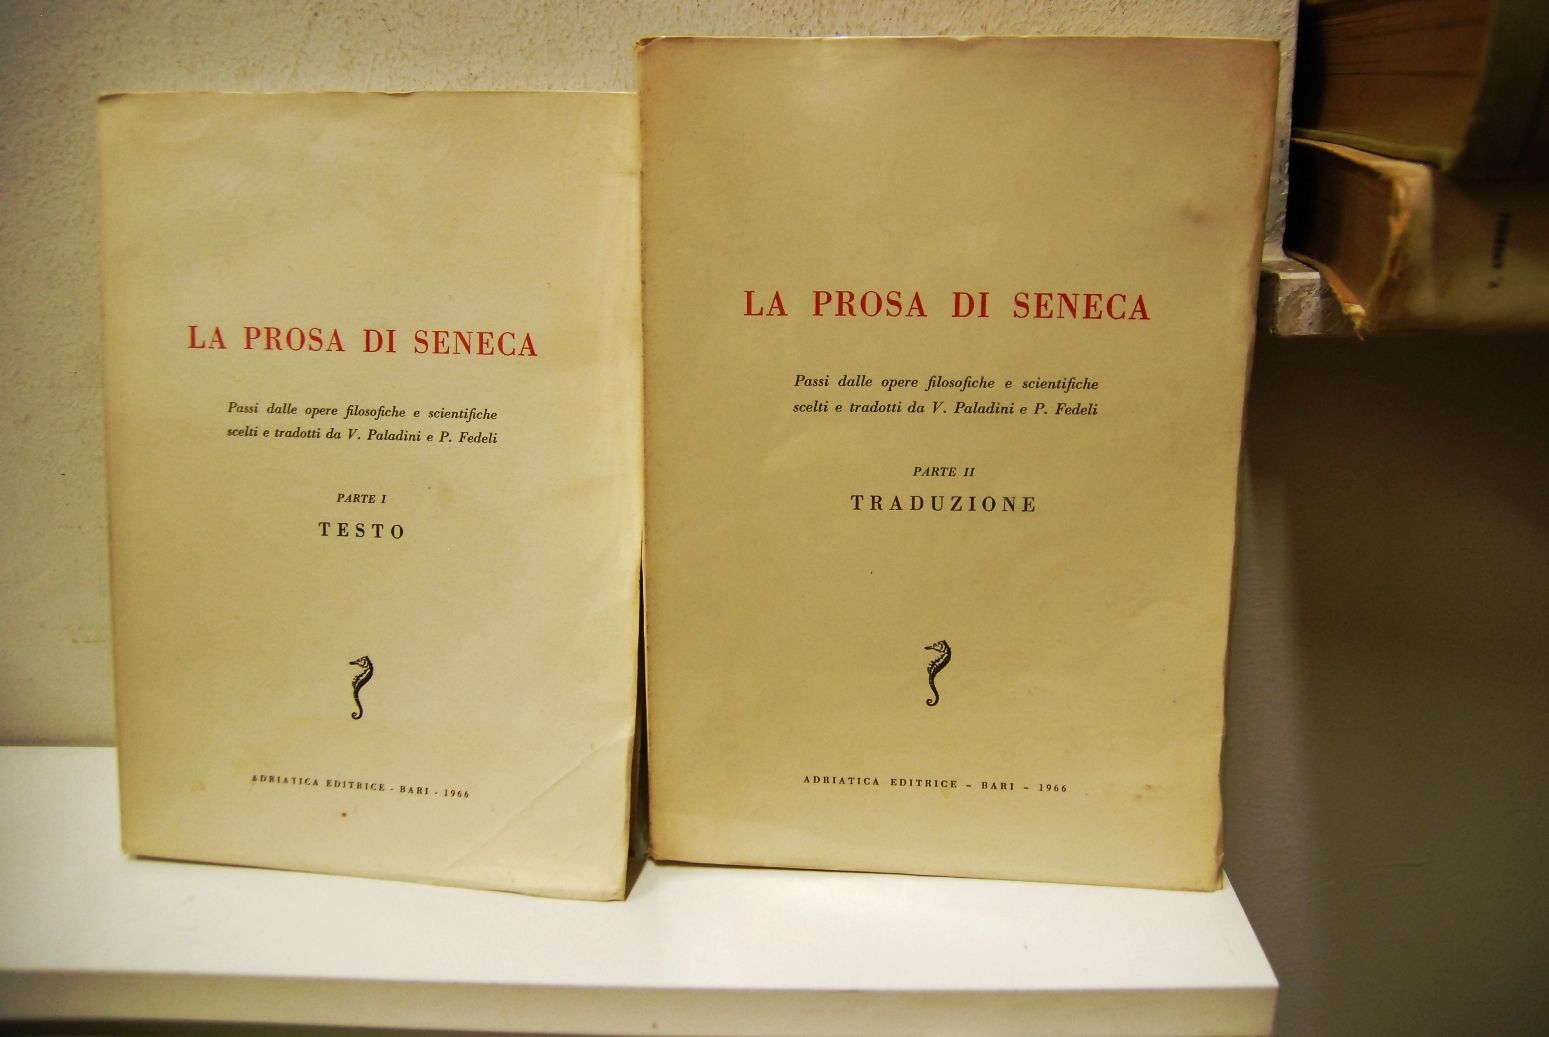 LA PROSA DI SENECA
Passi dalle opere filosofiche e scientifiche
scelti e tradotti da V. Paladini e P. Fedeli
PARTE I
TESTO
ADRIATICA EDITRICE - BARI - 1966
LA PROSA DI SENECA
Passi dalle opere filosofiche e scientifiche
scelti e tradotti da V. Paladini e P. Fedeli
PARTE II
TRADUZIONE
ADRIATICA EDITRICE - BARI - 1966